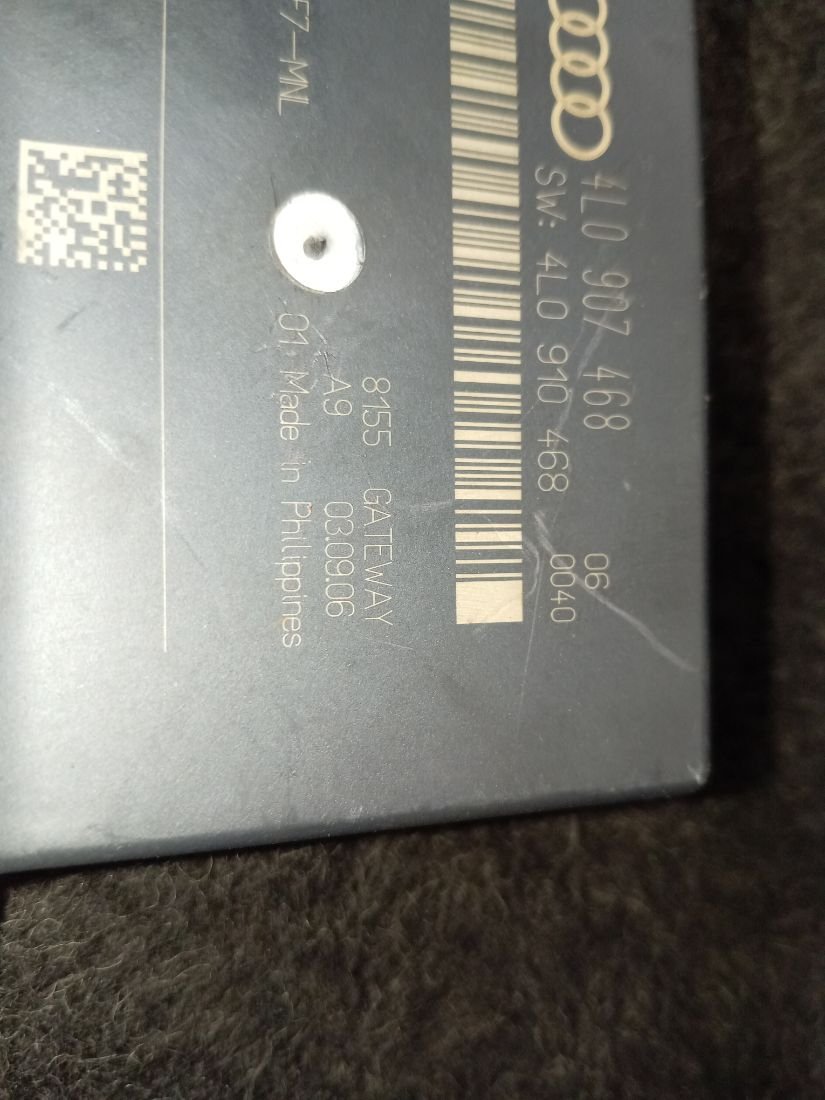 4L0 907 468 06
SW: 4L0 910 468 0040
8155 GATEWAY
A9 03.09.06
F7-MNL 01, Made in Philippines